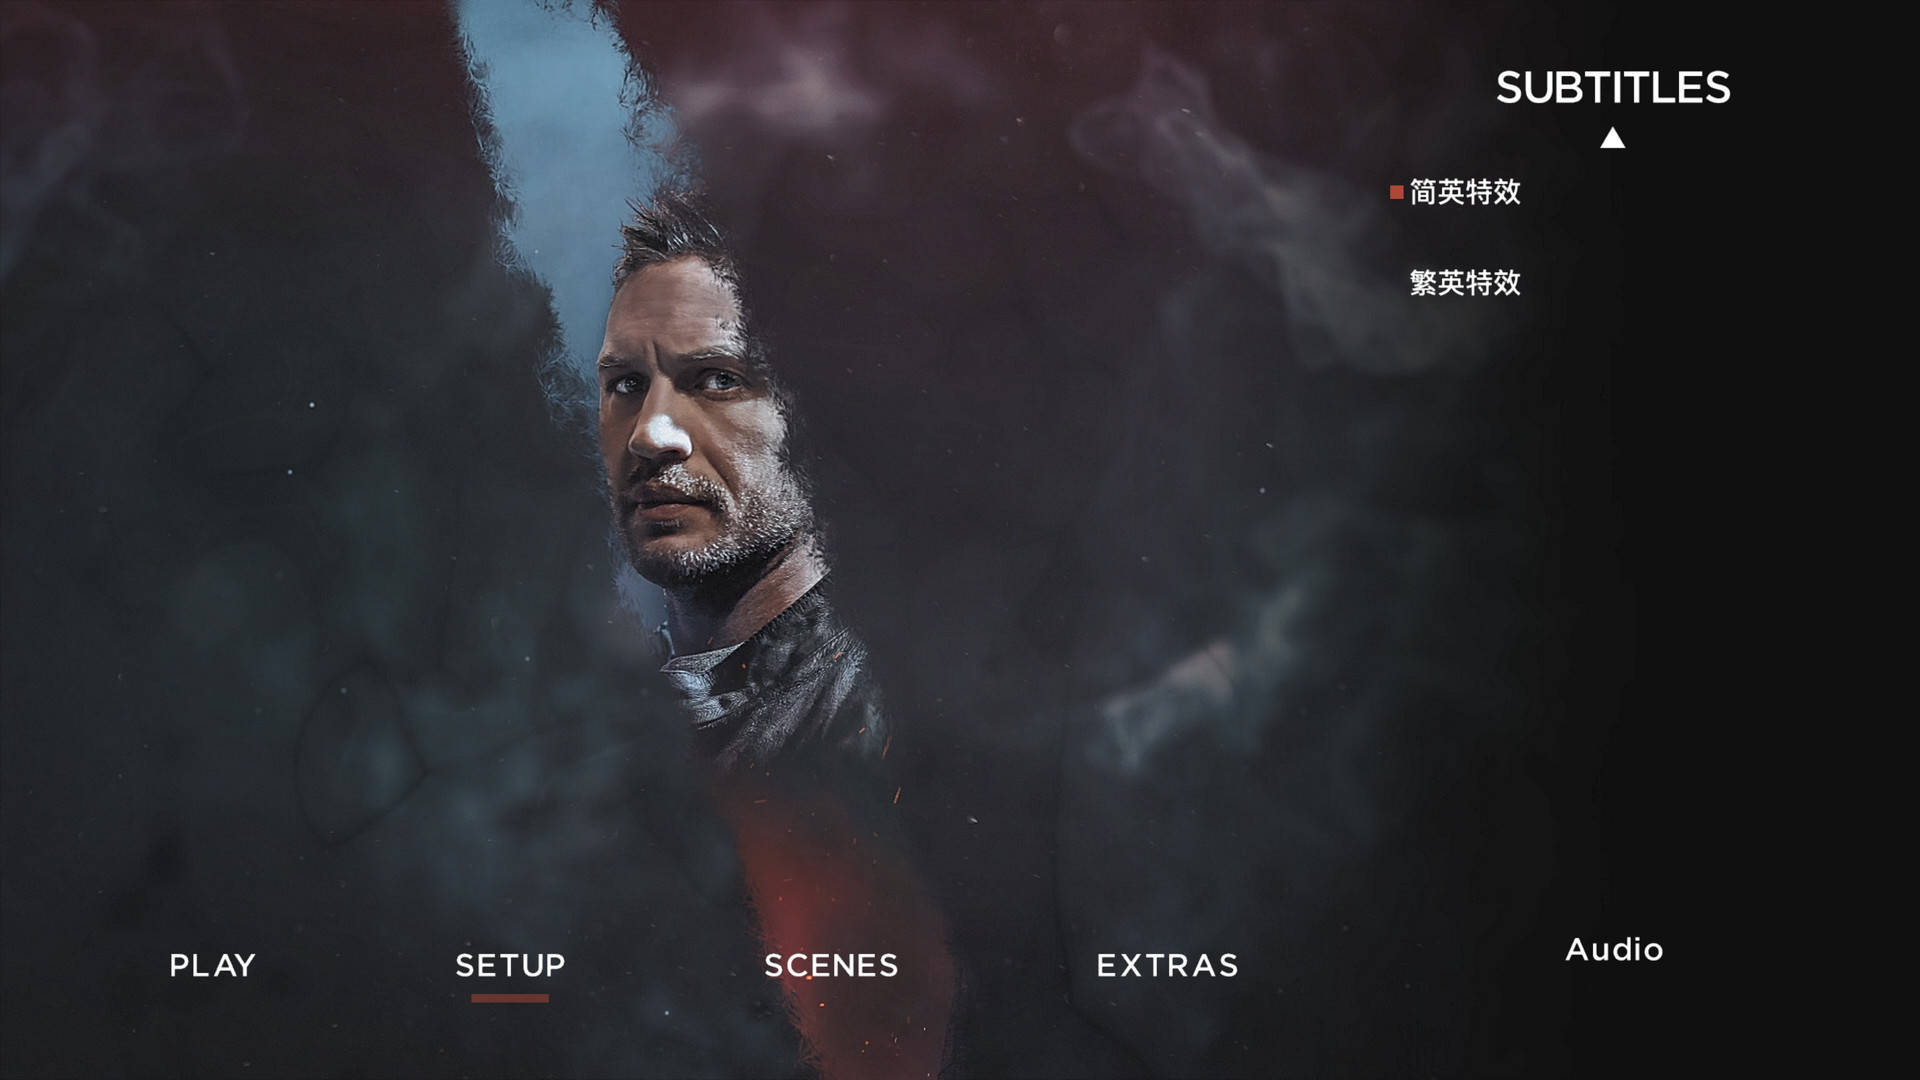 SUBTITLES
简英特效
繁英特效
PLAY SETUP SCENES EXTRAS Audio